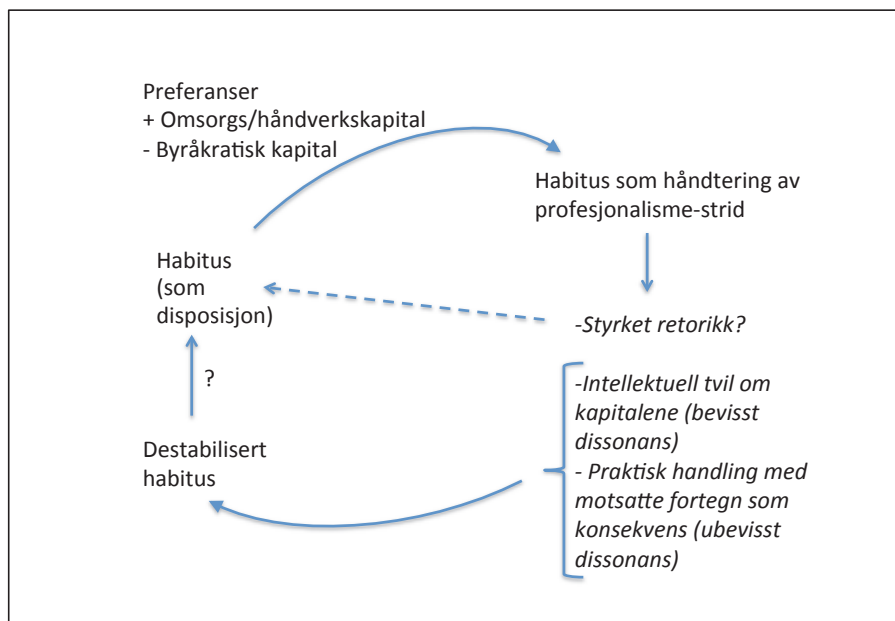 Preferanser
+ Omsorgs/håndverkskapital
- Byråkratisk kapital
Habitus som håndtering av
profesjonalisme-strid
Habitus
(som
disposisjon)
-Styrket retorikk?
?
-Intellektuell tvil om
kapitalene (bevisst
dissonans)
- Praktisk handling med
motsatte fortegn som
konsekvens (ubevisst
dissonans)
Destabilisert
habitus